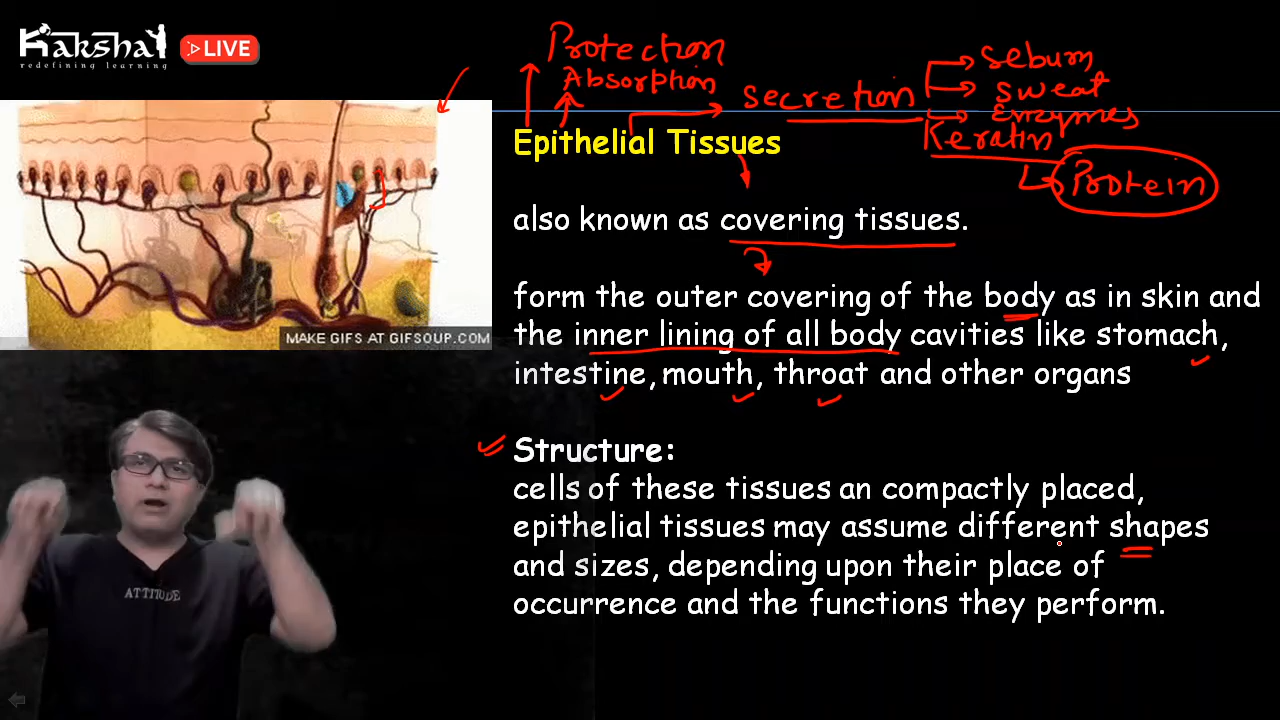 Kaksha
redefining learning
LIVE
Protection
Absorption
secretion
sebum
sweat
Enzymes
Keratin
Protein
Epithelial Tissues
also known as covering tissues.
form the outer covering of the body as in skin and
the inner lining of all body cavities like stomach,
intestine, mouth, throat and other organs
MAKE GIFS AT GIFSOUP.COM
Structure:
cells of these tissues an compactly placed,
epithelial tissues may assume different shapes
and sizes, depending upon their place of
occurrence and the functions they perform.
ATTITUDE